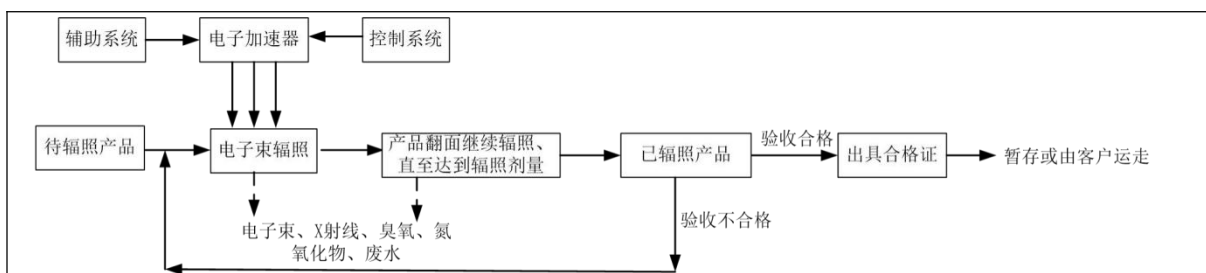 辅助系统
电子加速器
控制系统
待辐照产品
电子束辐照
产品翻面继续辐照、
直至达到辐照剂量
已辐照产品
验收合格
出具合格证
暂存或由客户运走
电子束、X射线、臭氧、氮
氧化物、废水
验收不合格